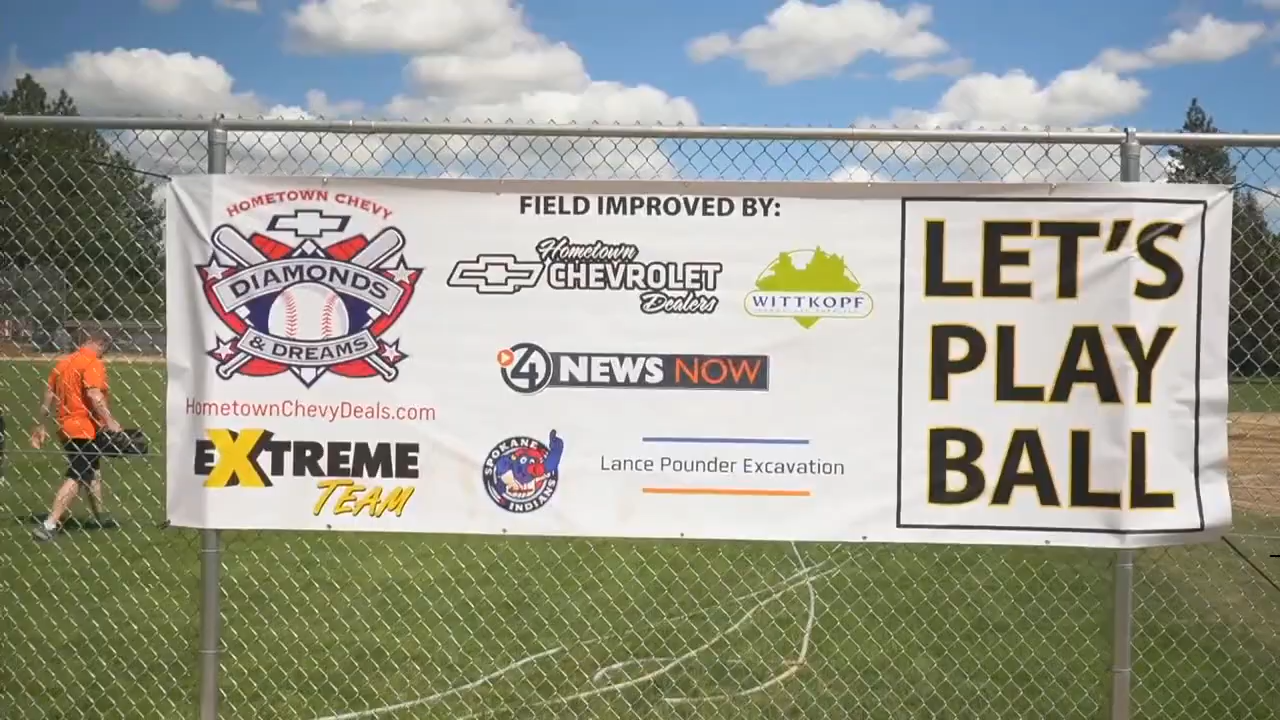 HOMETOWN CHEVY
DIAMONDS
& DREAMS
HometownChevyDeals.com
EXTREME
TEAM
FIELD IMPROVED BY:
Hometown
CHEVROLET
Dealers
WITTKOPF
4 NEWS NOW
SPOKANE
INDIANS
Lance Pounder Excavation
LET'S
PLAY
BALL